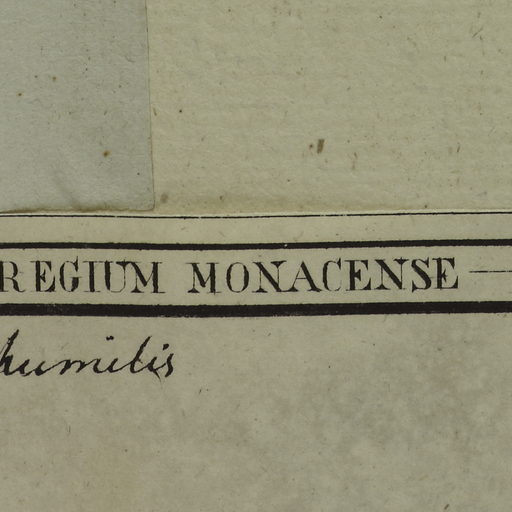 REGIUM MONACENSE —
humilis